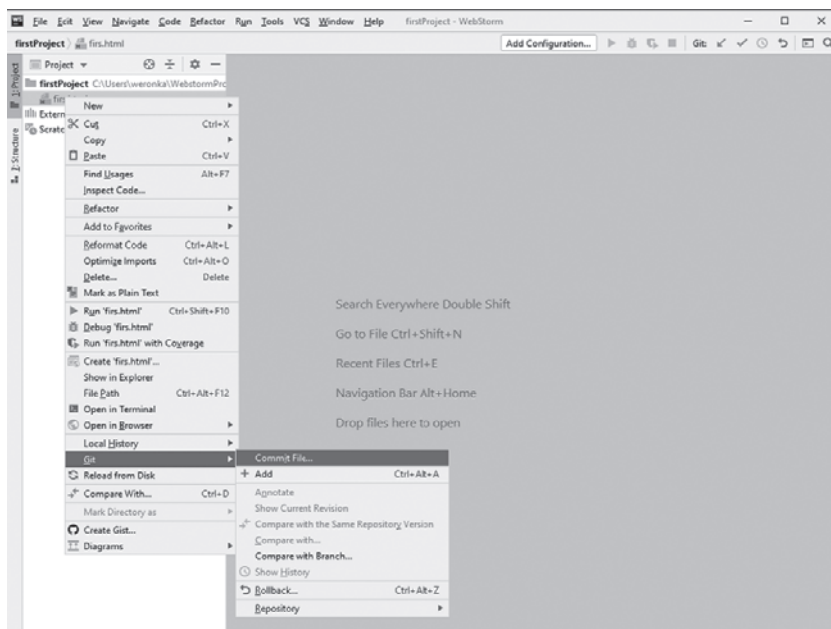 WS File Edit View Navigate Code Refactor Run Tools VCS Window Help firstProject - WebStorm
firstProject firs.html Add Configuration... Git:
1: Project
Z: Structure
Project
firstProject C:\Users\weronka\WebstormPro
Extern
Scratc
New
Cut Ctrl+X
Copy
Paste Ctrl+V
Find Usages Alt+F7
Inspect Code...
Refactor
Add to Favorites
Reformat Code Ctrl+Alt+L
Optimize Imports Ctrl+Alt+O
Delete... Delete
Mark as Plain Text
Run 'firs.html' Ctrl+Shift+F10
Debug 'firs.html'
Run 'firs.html' with Coverage
Create 'firs.html'...
Show in Explorer
File Path Ctrl+Alt+F12
Open in Terminal
Open in Browser
Local History
Git
Reload from Disk
Compare With... Ctrl+D
Mark Directory as
Create Gist...
Diagrams
Commit File...
+ Add Ctrl+Alt+A
Annotate
Show Current Revision
Compare with the Same Repository Version
Compare with...
Compare with Branch...
Show History
Rollback... Ctrl+Alt+Z
Repository
Search Everywhere Double Shift
Go to File Ctrl+Shift+N
Recent Files Ctrl+E
Navigation Bar Alt+Home
Drop files here to open